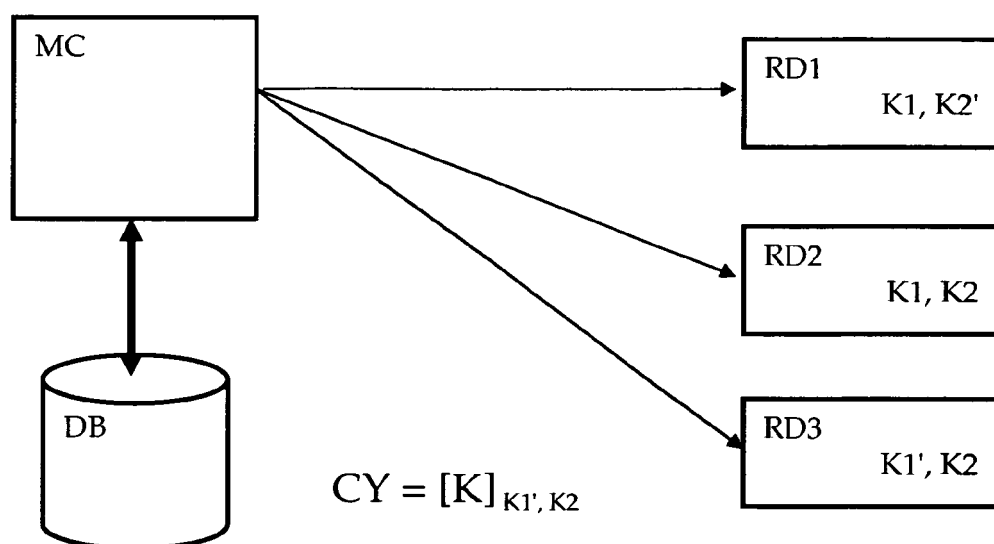 MC
RD1
K1, K2'
RD2
K1, K2
DB
RD3
K1', K2
CY = [K] K1', K2